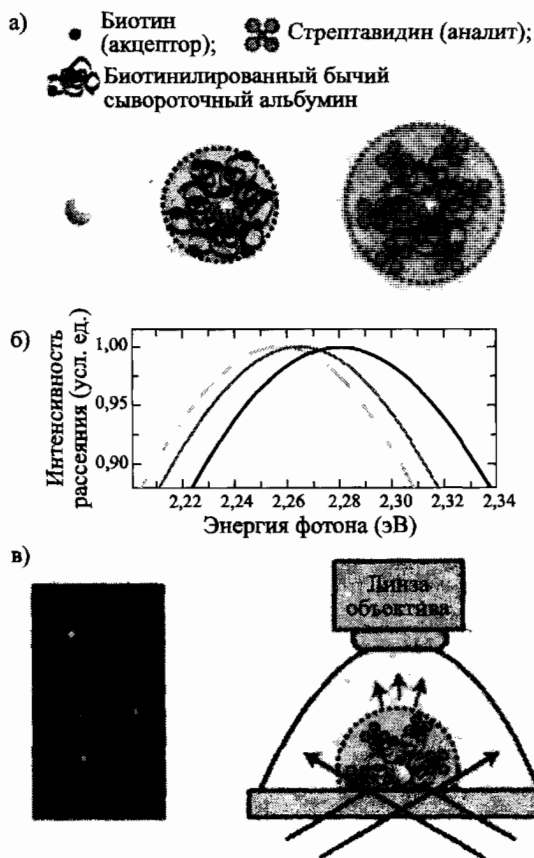 а)
Биотин
(акцептор);
Стрептавидин (аналит);
Биотинилированный бычий
сывороточный альбумин
б)
Интенсивность
рассеяния (усл. ед.)
1,00
0,95
0,90
2,22 2,24 2,26 2,28 2,30 2,32 2,34
Энергия фотона (эВ)
в)
Линза
объектива